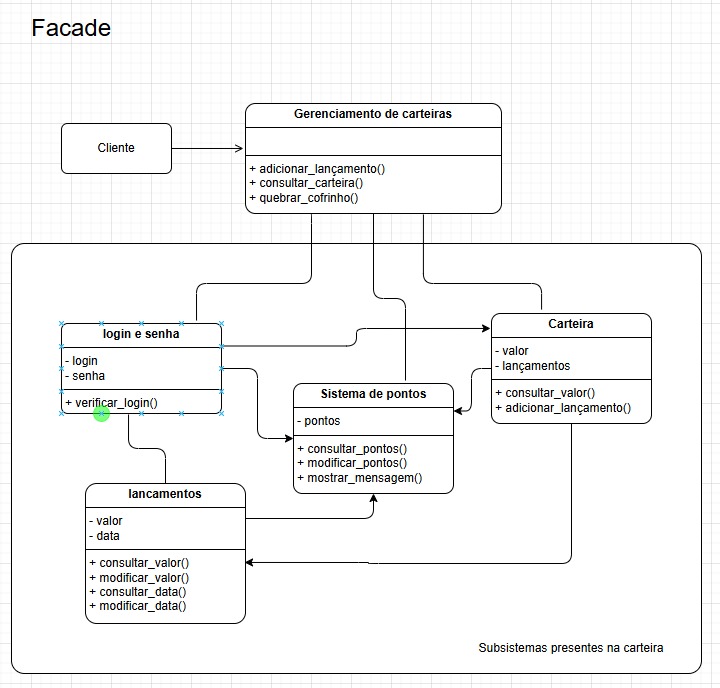 Facade
Gerenciamento de carteiras
Cliente
+ adicionar_lançamento()
+ consultar_carteira()
+ quebrar_cofrinho()
login e senha
- login
- senha
+ verificar_login()
Carteira
- valor
- lançamentos
+ consultar_valor()
+ adicionar_lançamento()
Sistema de pontos
- pontos
+ consultar_pontos()
+ modificar_pontos()
+ mostrar_mensagem()
lancamentos
- valor
- data
+ consultar_valor()
+ modificar_valor()
+ consultar_data()
+ modificar_data()
Subsistemas presentes na carteira